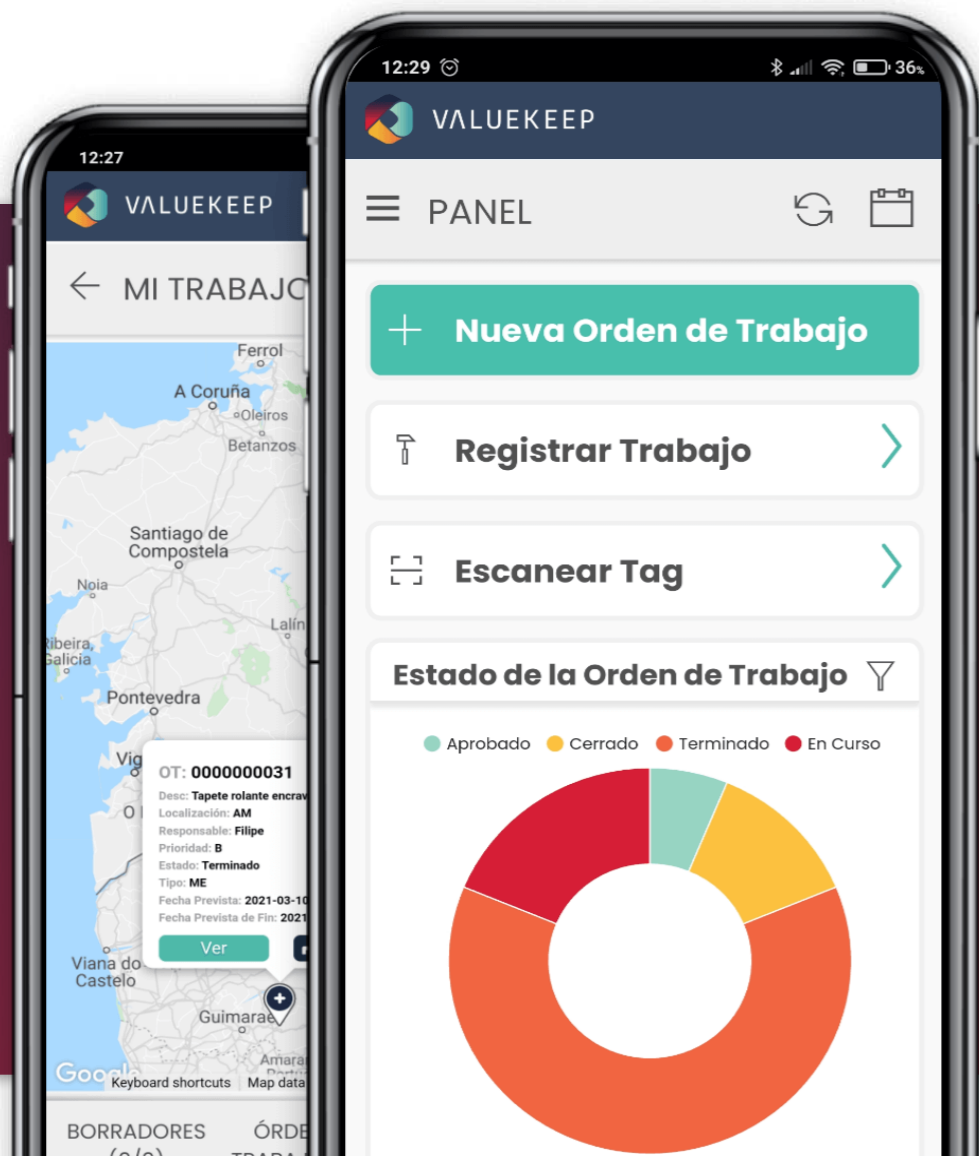 12:27
VALUEKEEP
MI TRABAJO
Ferrol
A Coruña
Oleiros
Betanzos
Santiago de
Compostela
Noia
Lalín
Ribeira,
Galicia
Pontevedra
Vig
O
OT: 0000000031
Desc: Tapete rolante encrav
Localización: AM
Responsable: Filipe
Prioridad: B
Estado: Terminado
Tipo: ME
Fecha Prevista: 2021-03-10
Fecha Prevista de Fin: 2021
Ver
Viana do
Castelo
Guimarae
Amara
Google
Keyboard shortcuts
Map data
BORRADORES
ÓRDE
12:29
36%
VALUEKEEP
PANEL
Nueva Orden de Trabajo
Registrar Trabajo
Escanear Tag
Estado de la Orden de Trabajo
Aprobado
Cerrado
Terminado
En Curso